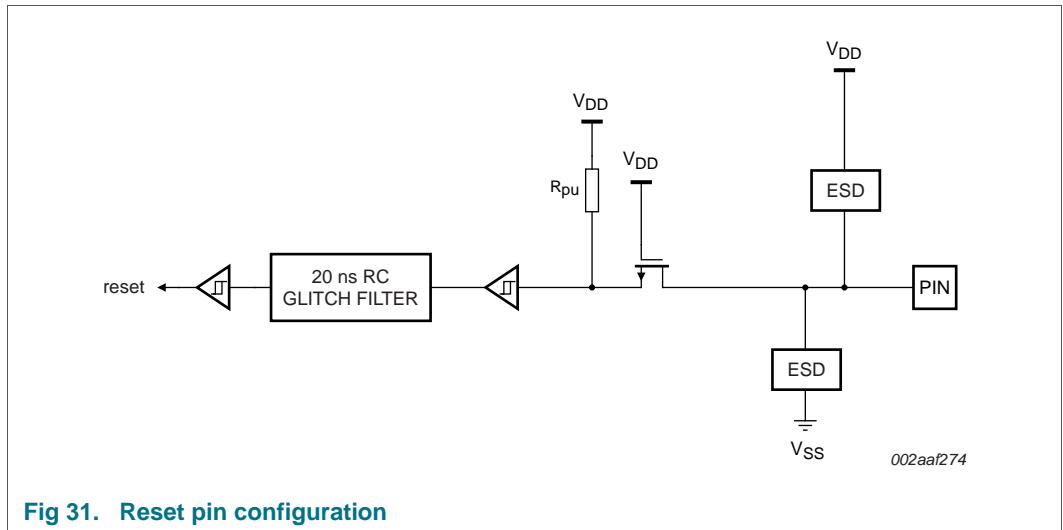 VDD
VDD
VDD
Rpu
ESD
reset
20 ns RC
GLITCH FILTER
PIN
ESD
VSS
002aaf274
Fig 31. Reset pin configuration